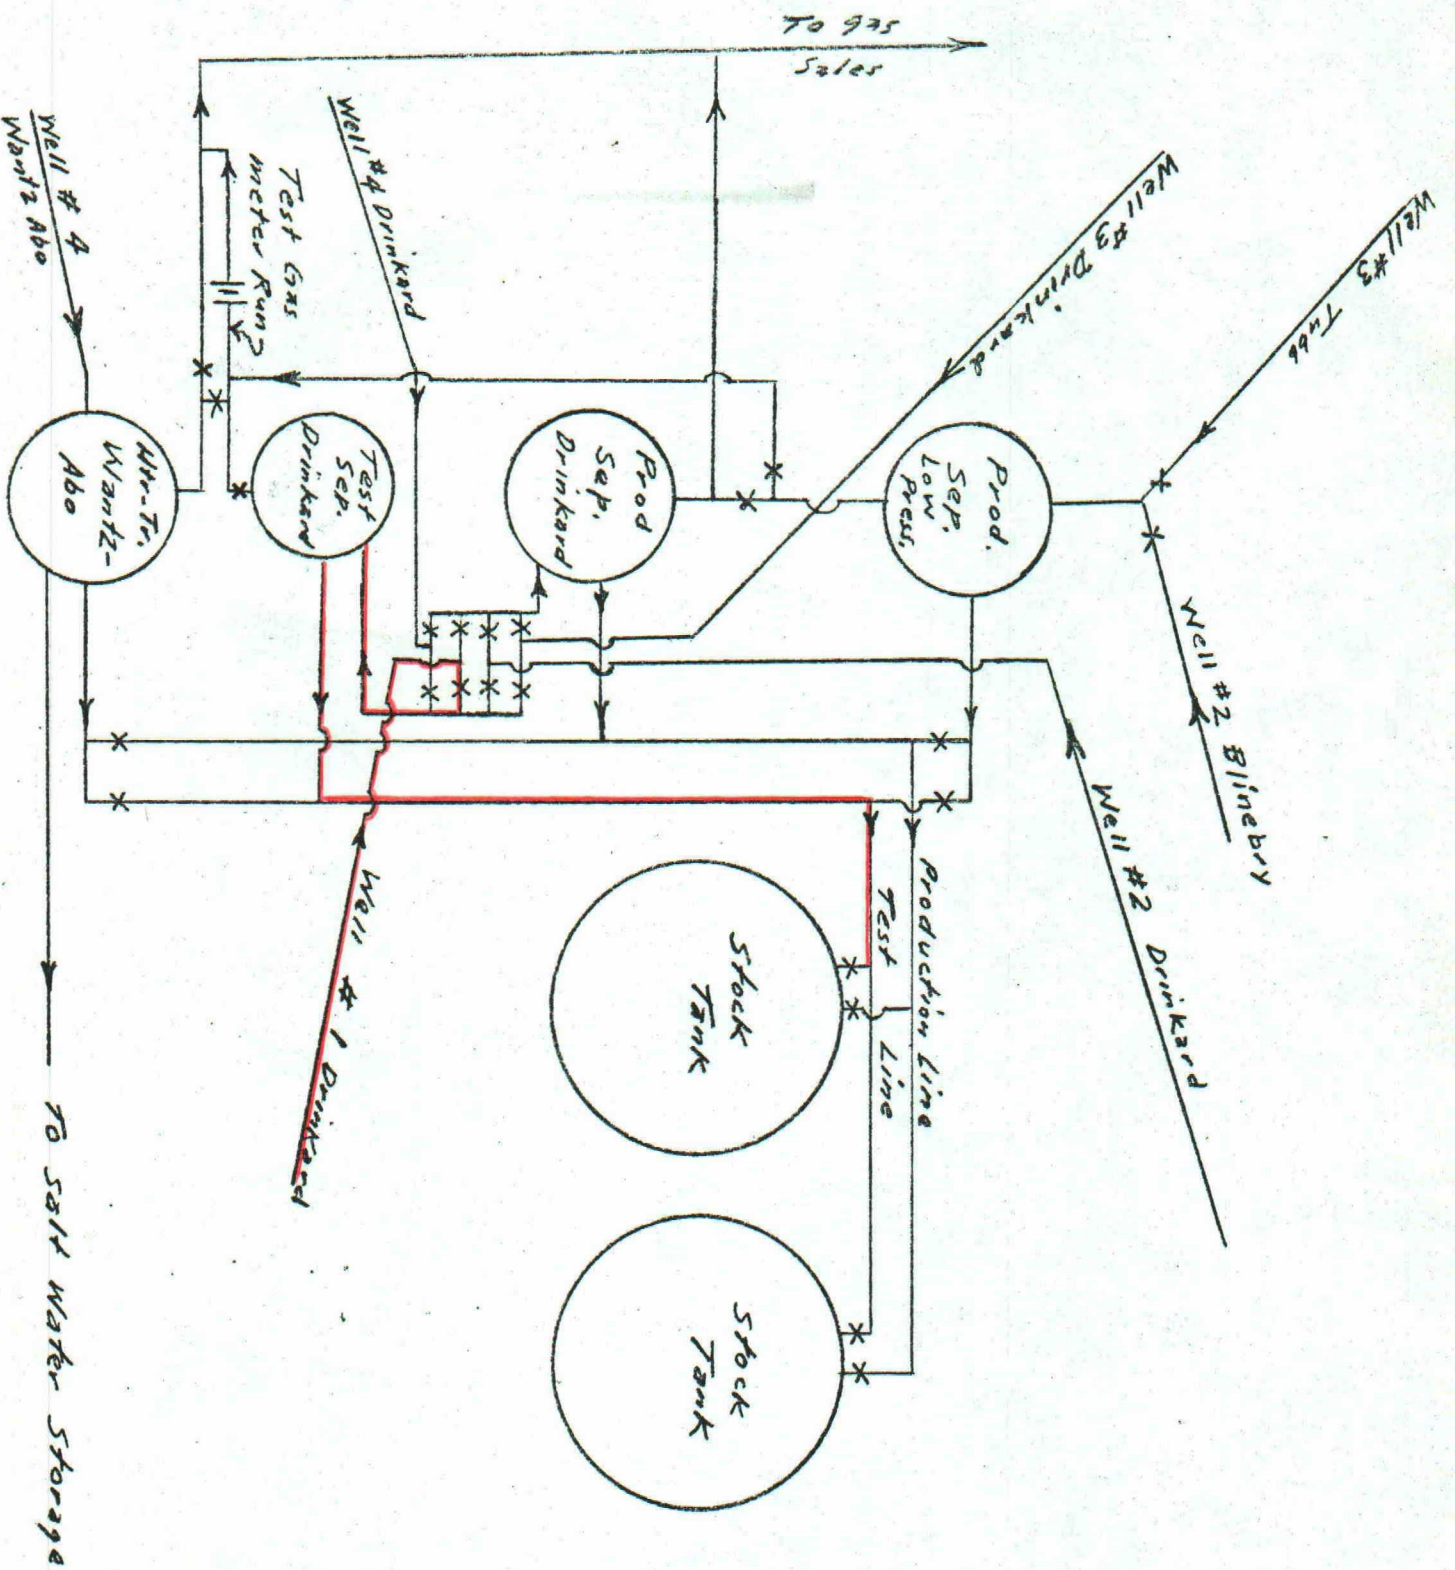 To gas
Sales
Well #3 Tubb
Well #3 Drinkard
Well #4 Drinkard
Test Gas
meter Run
Well # 4
Wantz Abo
Prod.
Sep.
Low
Press.
Prod
Sep.
Drinkard
Test
Sep.
Drinkard
Htr-Tr.
Wantz-
Abo
Well #2 Blinebry
Well #2 Drinkard
Production Line
Test Line
Well # 1 Drinkard
Stock
Tank
Stock
Tank
To Salt Water Storage